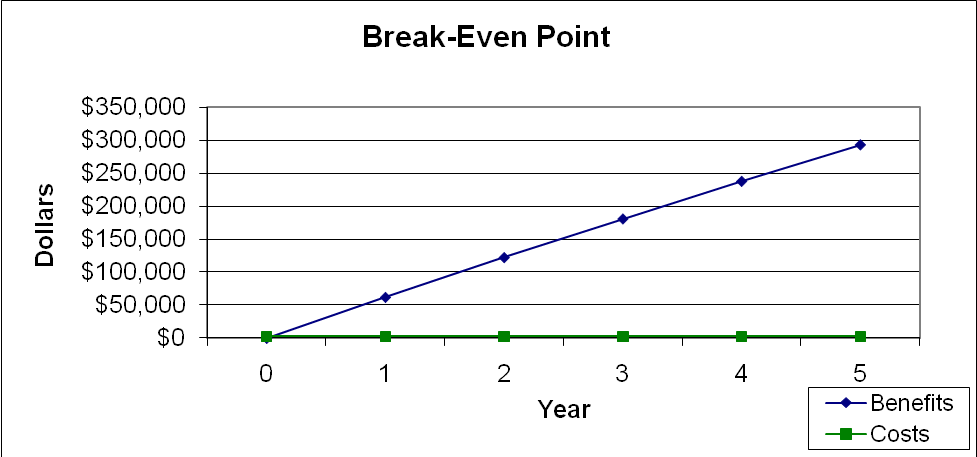 Break-Even Point
$350,000
$300,000
$250,000
$200,000
$150,000
$100,000
$50,000
$0
Dollars
0 1 2 3 4 5
Year
Benefits
Costs